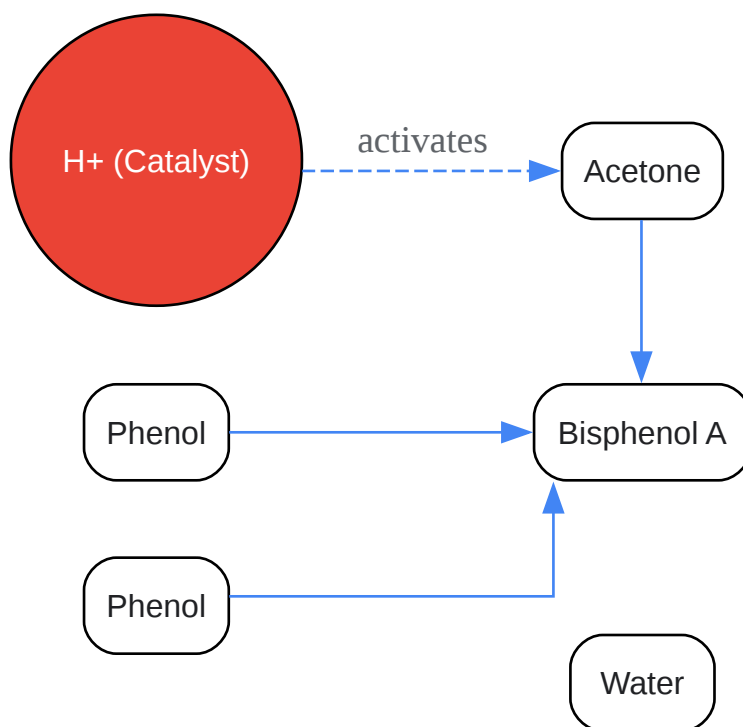 H+ (Catalyst)
activates
Acetone
Phenol
Bisphenol A
Phenol
Water